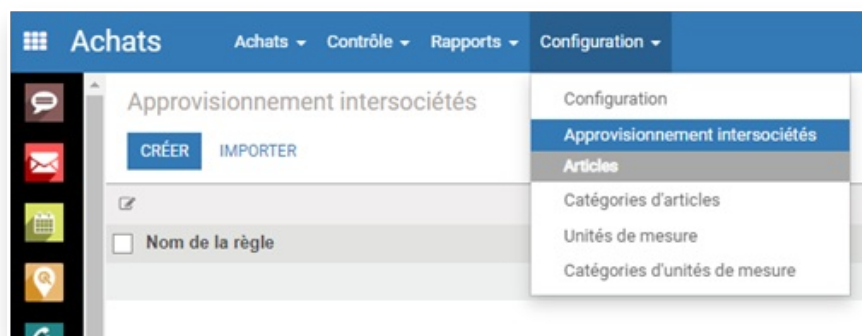 Achats Achats Contrôle Rapports Configuration
Approvisionnement intersociétés
CRÉER IMPORTER
Nom de la règle
Configuration
Approvisionnement intersociétés
Articles
Catégories d'articles
Unités de mesure
Catégories d'unités de mesure